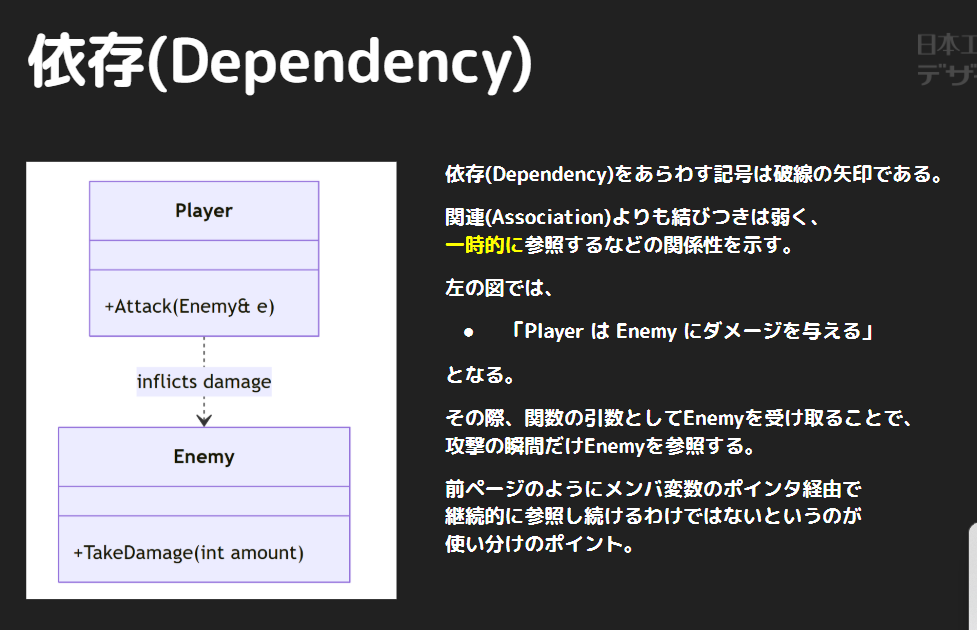 依存(Dependency)
日本工
デザ
Player
+Attack(Enemy& e)
inflicts damage
Enemy
+TakeDamage(int amount)
依存(Dependency)をあらわす記号は破線の矢印である。
関連(Association)よりも結びつきは弱く、
一時的に参照するなどの関係性を示す。
左の図では、
● 「Player は Enemy にダメージを与える」
となる。
その際、関数の引数としてEnemyを受け取ることで、
攻撃の瞬間だけEnemyを参照する。
前ページのようにメンバ変数のポインタ経由で
継続的に参照し続けるわけではないというのが
使い分けのポイント。